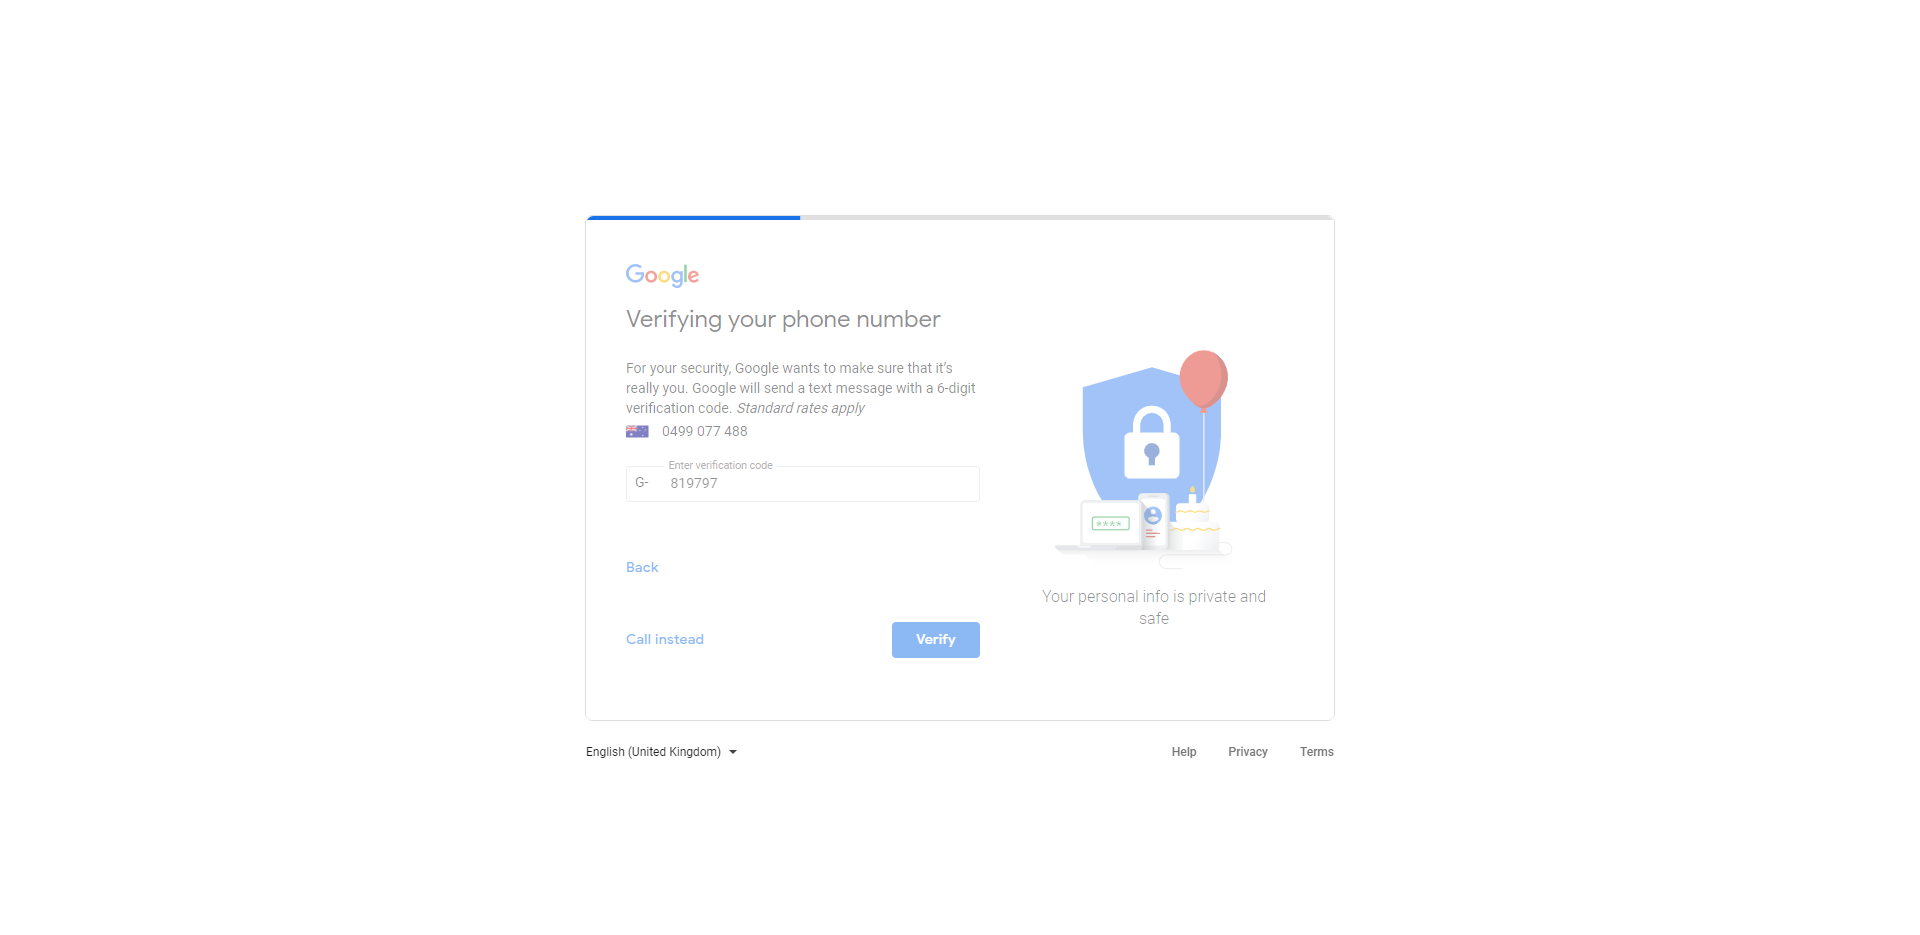 Google
Verifying your phone number
For your security, Google wants to make sure that it's
really you. Google will send a text message with a 6-digit
verification code. Standard rates apply
0499 077 488
Enter verification code
G- 819797
Back
Call instead
Verify
****
Your personal info is private and
safe
English (United Kingdom)
Help Privacy Terms